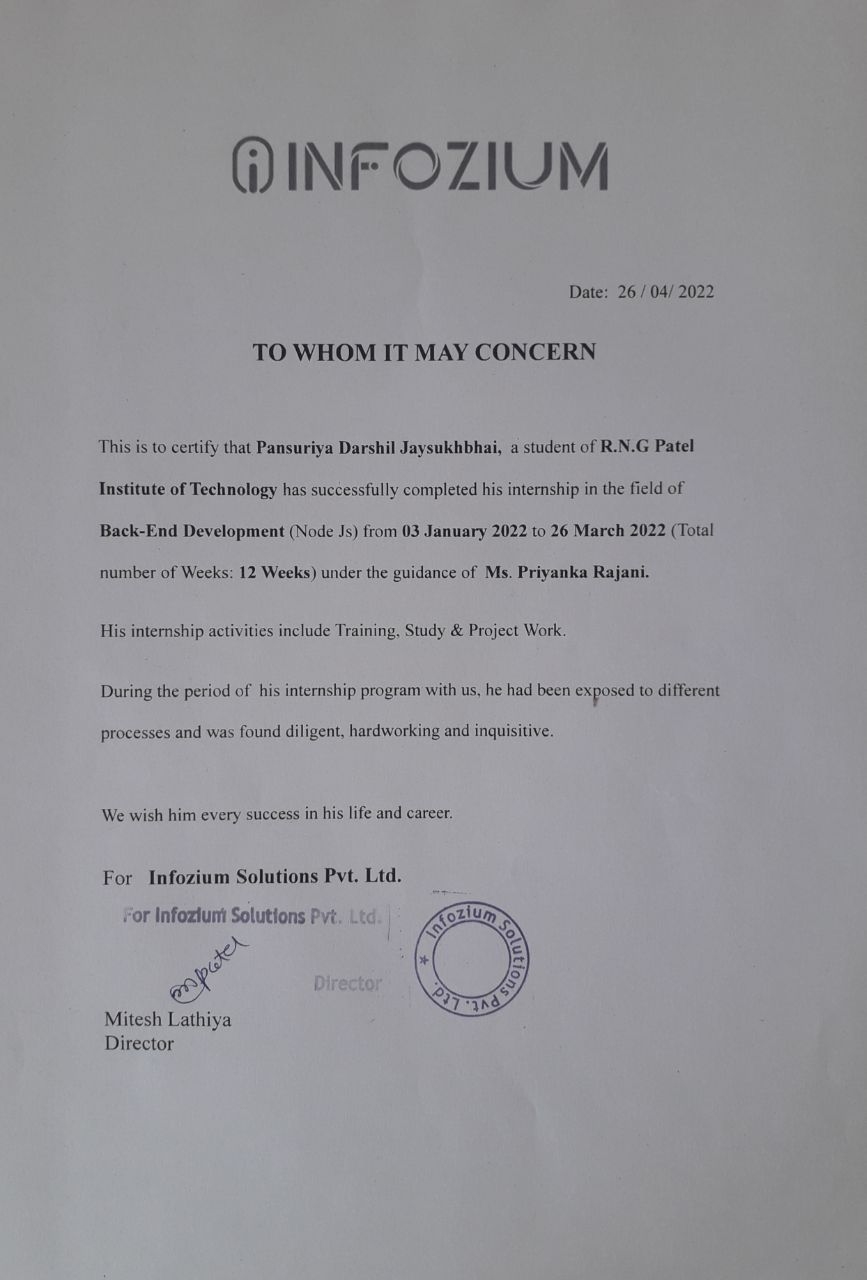 INFOZIUM
Date: 26 / 04/ 2022
TO WHOM IT MAY CONCERN
This is to certify that Pansuriya Darshil Jaysukhbhai, a student of R.N.G Patel
Institute of Technology has successfully completed his internship in the field of
Back-End Development (Node Js) from 03 January 2022 to 26 March 2022 (Total
number of Weeks: 12 Weeks) under the guidance of Ms. Priyanka Rajani.
His internship activities include Training, Study & Project Work.
During the period of his internship program with us, he had been exposed to different
processes and was found diligent, hardworking and inquisitive.
We wish him every success in his life and career.
For Infozium Solutions Pvt. Ltd.
For Infozium Solutions Pvt. Ltd.
Infozium Solutions Pvt. Ltd. *
Director
Mitesh Lathiya
Director